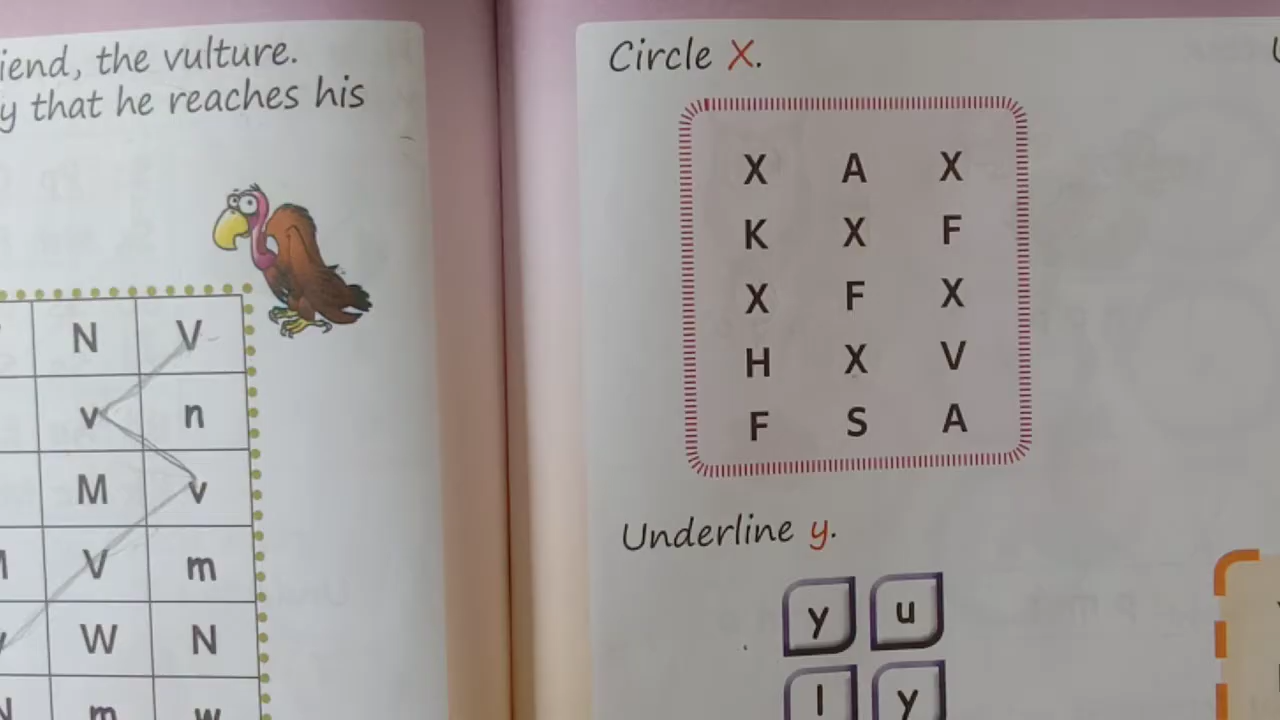 iend, the vulture.
y that he reaches his
N V
v n
M v
V m
W N
m w
Circle X.
X A X
K X F
X F X
H X V
F S A
Underline y.
y u
l y